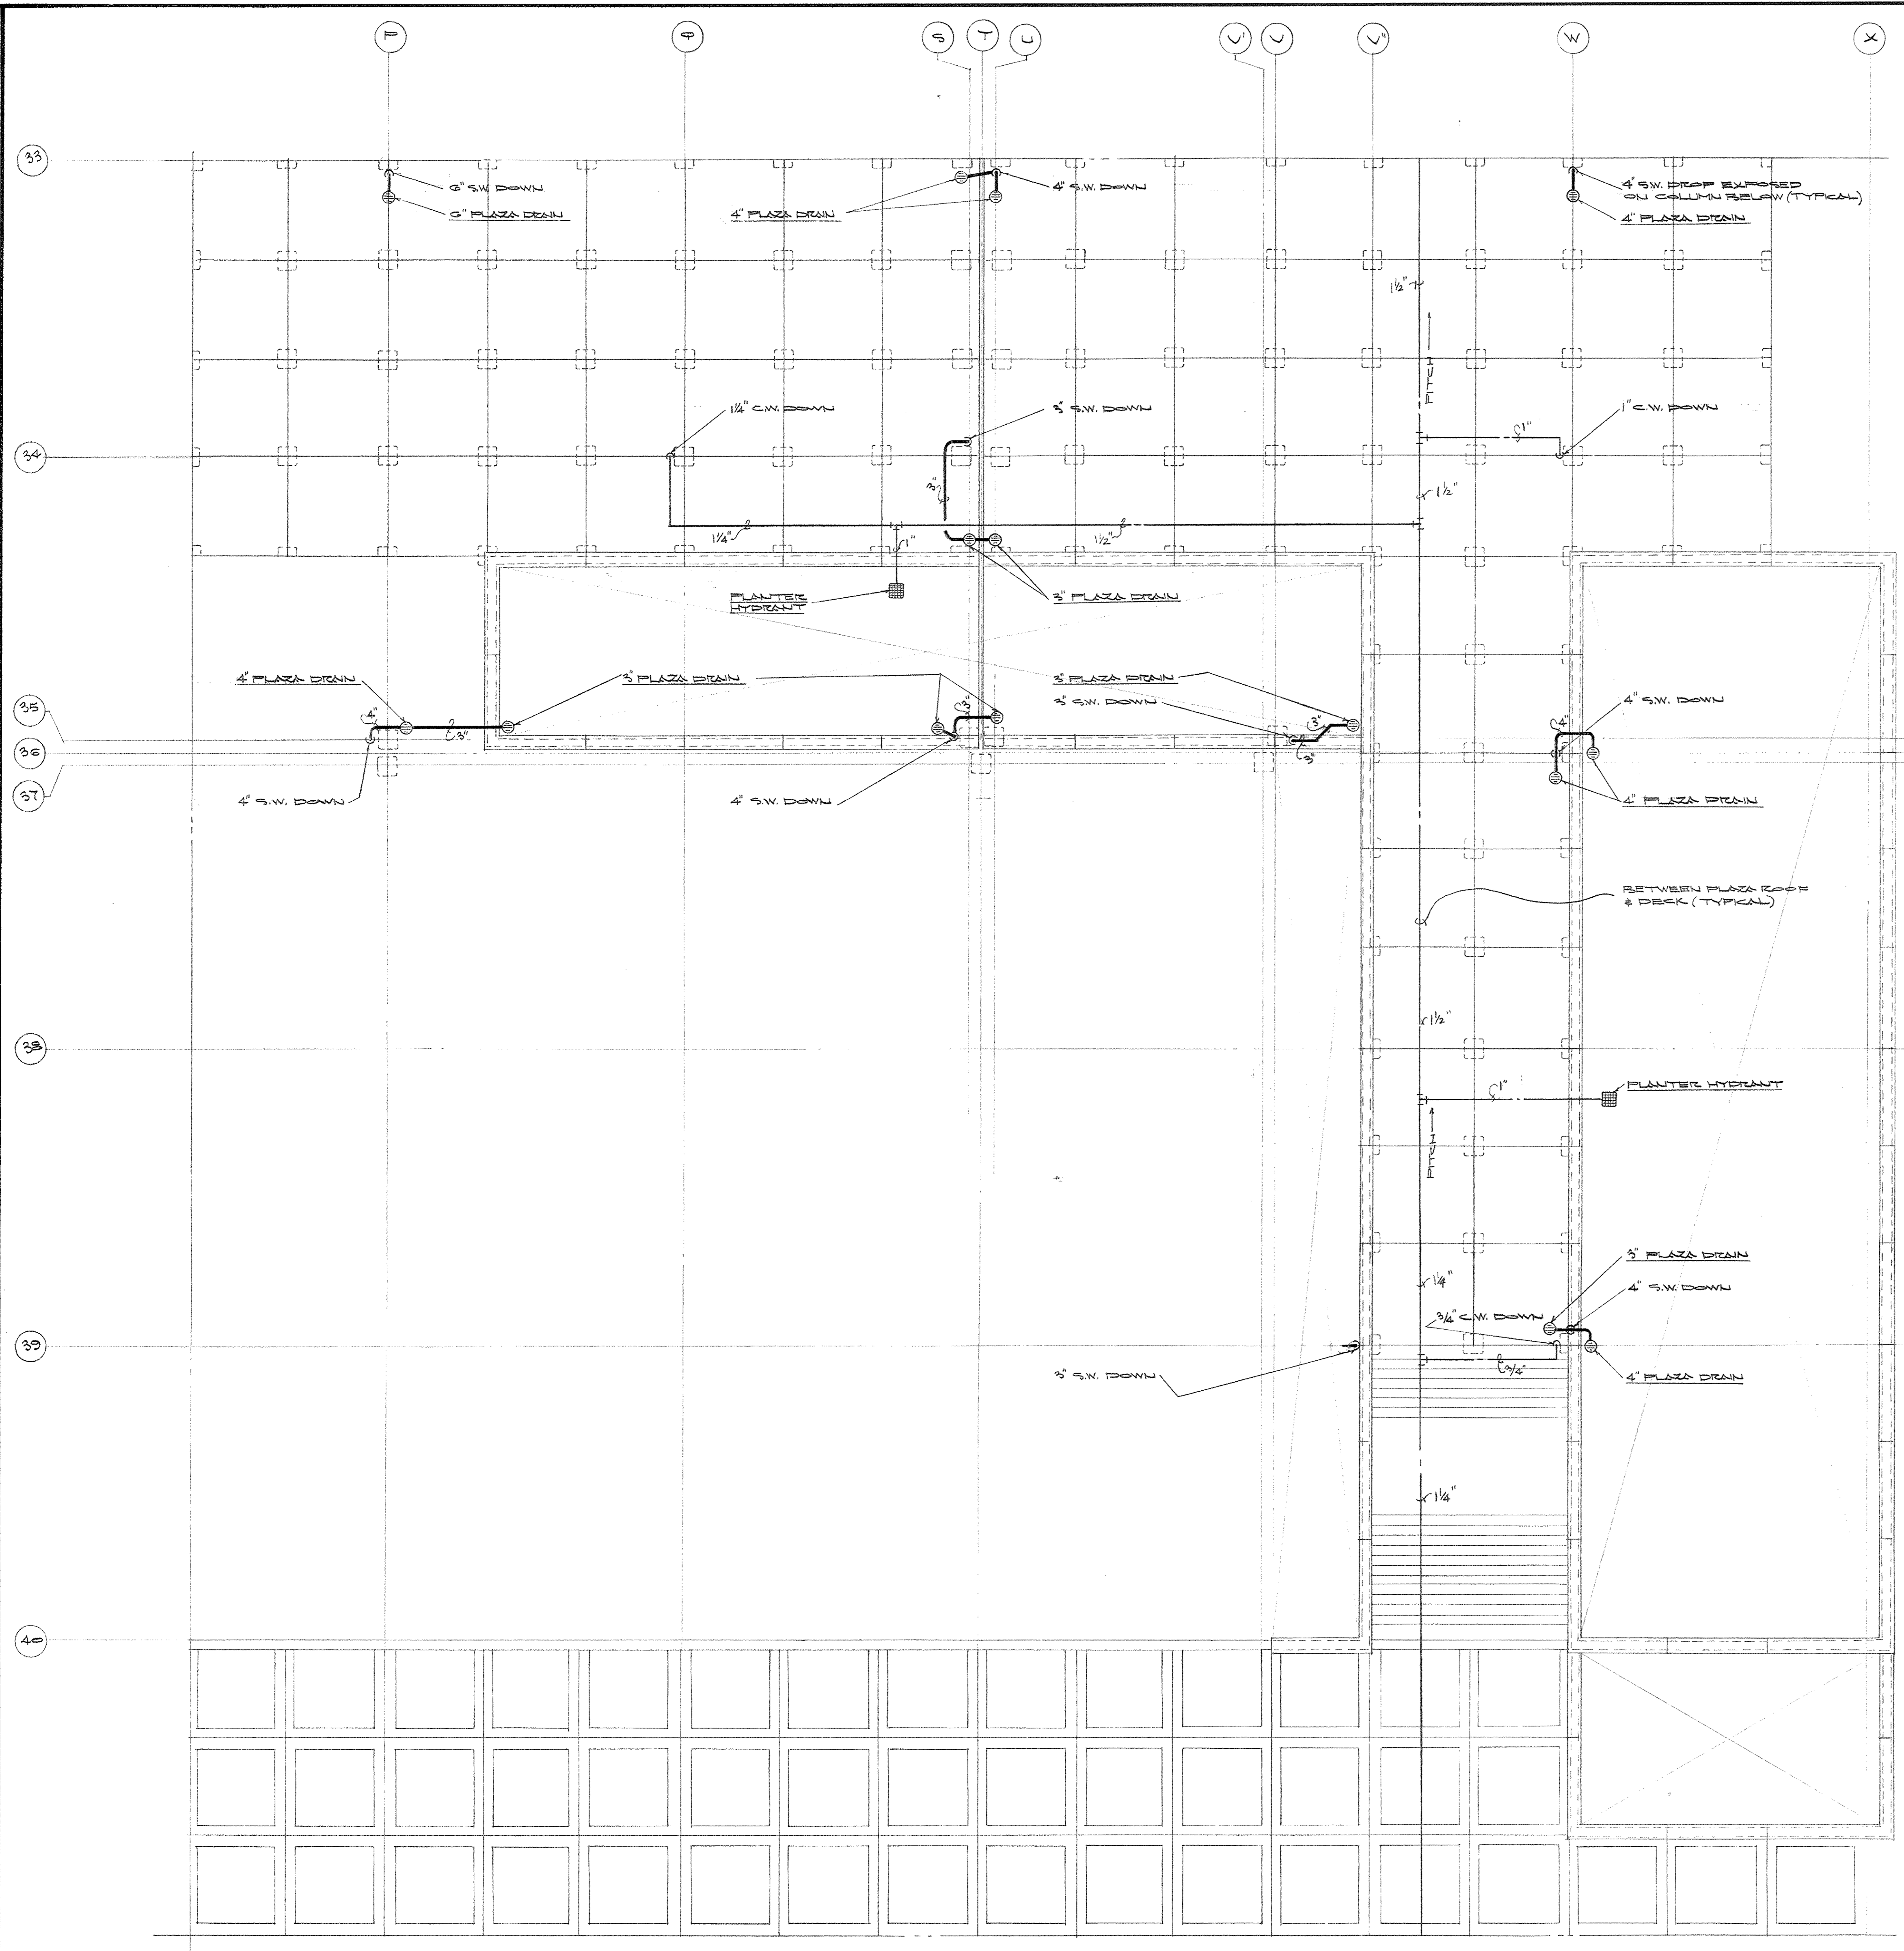 P Q S T U V' V V" W X
33
6" S.W. DOWN
6" PLAZA DRAIN
4" PLAZA DRAIN
4" S.W. DOWN
4" S.W. DROP EXPOSED
ON COLUMN BELOW (TYPICAL)
4" PLAZA DRAIN
1½"
PITCH
1¼" C.W. DOWN
3" S.W. DOWN
1" C.W. DOWN
1"
34
3"
1½"
1¼"
1"
1½"
PLANTER
HYDRANT
3" PLAZA DRAIN
4" PLAZA DRAIN
3" PLAZA DRAIN
3" PLAZA DRAIN
3" S.W. DOWN
4" S.W. DOWN
35
4"
3"
3"
3"
3"
4"
36
37
4" S.W. DOWN
4" S.W. DOWN
4" PLAZA DRAIN
BETWEEN PLAZA ROOF
& DECK (TYPICAL)
1½"
38
1"
PLANTER HYDRANT
PITCH
3" PLAZA DRAIN
1¼"
4" S.W. DOWN
3/4" C.W. DOWN
39
3/4"
3" S.W. DOWN
4" PLAZA DRAIN
1¼"
40